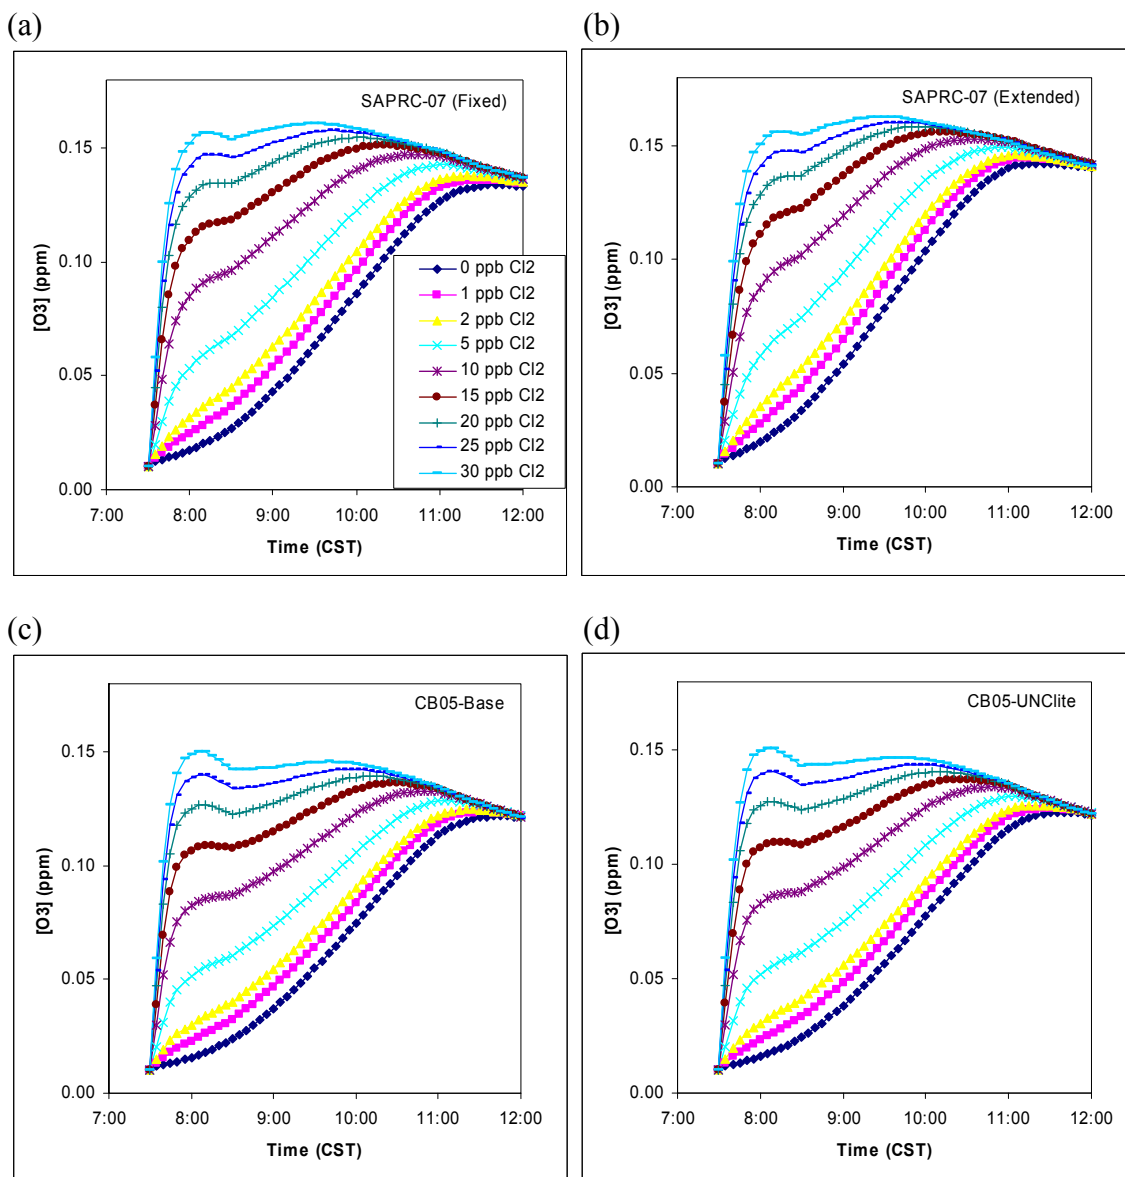 (a)
(b)
SAPRC-07 (Fixed)
0.15
0.10
0.05
0.00
[O3] (ppm)
0 ppb Cl2
1 ppb Cl2
2 ppb Cl2
5 ppb Cl2
10 ppb Cl2
15 ppb Cl2
20 ppb Cl2
25 ppb Cl2
30 ppb Cl2
7:00 8:00 9:00 10:00 11:00 12:00
Time (CST)
SAPRC-07 (Extended)
0.15
0.10
0.05
0.00
[O3] (ppm)
7:00 8:00 9:00 10:00 11:00 12:00
Time (CST)
(c)
(d)
CB05-Base
0.15
0.10
0.05
0.00
[O3] (ppm)
7:00 8:00 9:00 10:00 11:00 12:00
Time (CST)
CB05-UNClite
0.15
0.10
0.05
0.00
[O3] (ppm)
7:00 8:00 9:00 10:00 11:00 12:00
Time (CST)